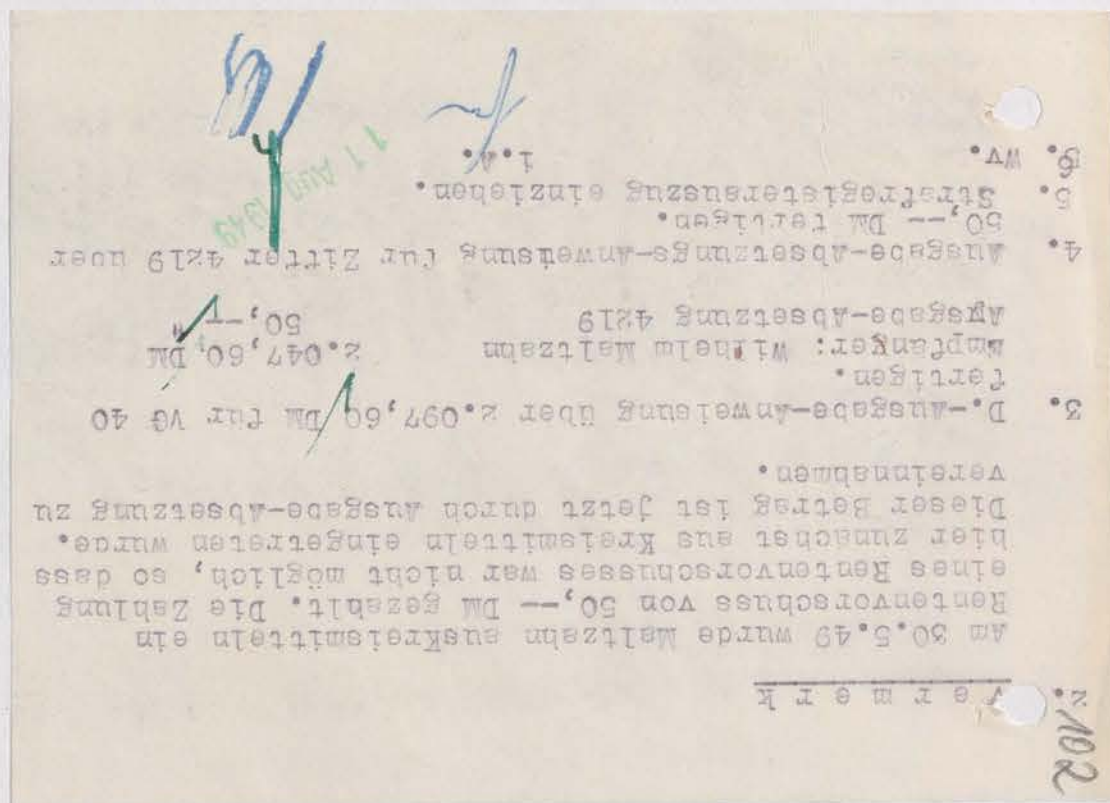 102
2. V e r m e r k
Am 30.5.49 wurde Maltzahn ausKreismitteln ein
Rentenvorschuss von 50,-- DM gezahlt. Die Zahlung
eines Rentenvorschusses war nicht möglich, so dass
hier zunächst aus Kreismitteln eingetreten wurde.
Dieser Betrag ist jetzt durch Ausgabe-Absetzung zu
vereinnahmen.
3. D.-Ausgabe-Anweisung über 2.097,60 DM für VG 40
fertigen.
Empfänger: Wilhelm Maltzahn 2.047,60, DM
Ausgabe-Absetzung 4219 50,-- "
4. Ausgabe-Absetzungs-Anweisung für Ziffer 4219 über
50,-- DM fertigen.
5. Strafregisterauszug einziehen.
6. Wv. i.A.
11 AUG 1949